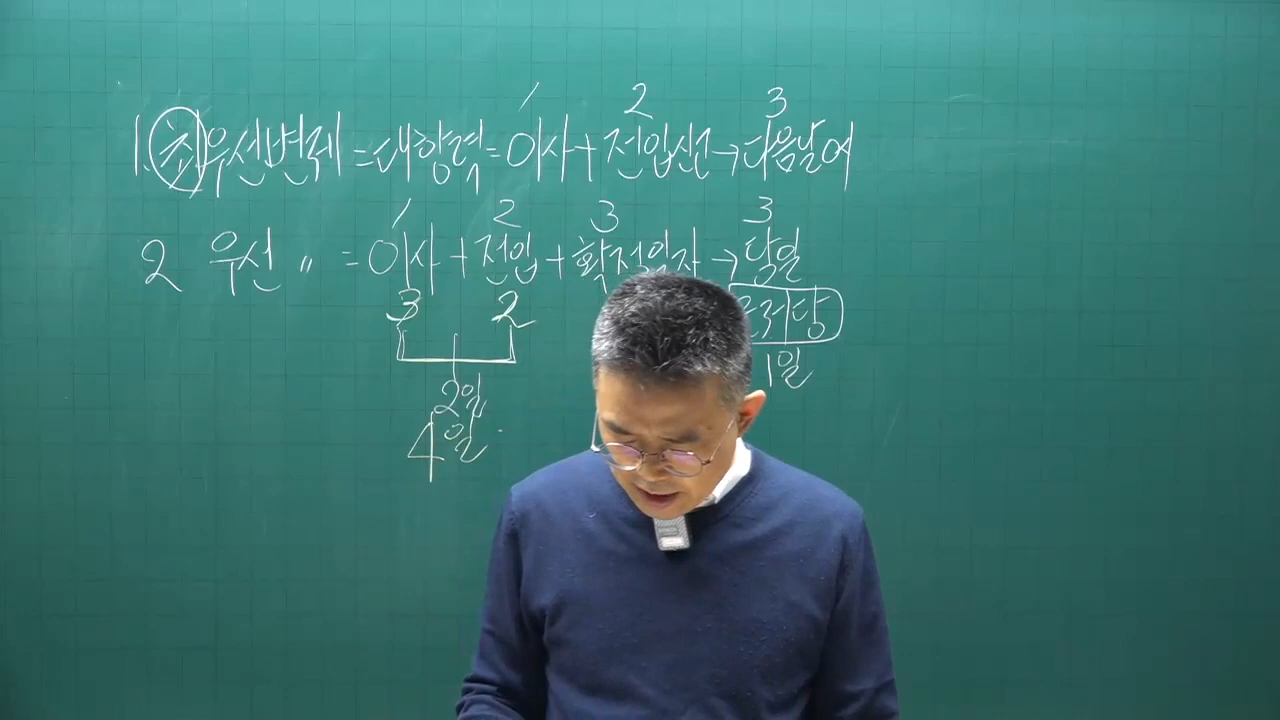 1 2 3
1. 최우선변제 = 대항력 = 이사 + 전입신고 → 다음날 0시
1 2 3 3
2 우선 〃 = 이사 + 전입 + 확정일자 → 당일
3 2 근저당
1일
2일
4일